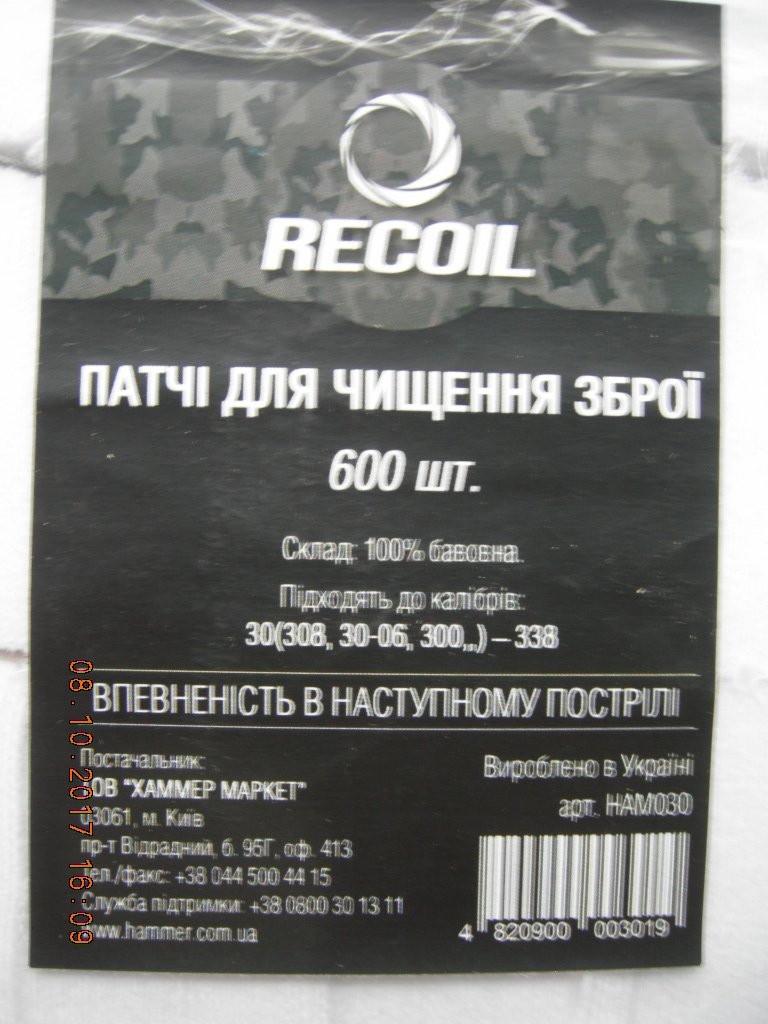 RECOIL
ПАТЧІ ДЛЯ ЧИЩЕННЯ ЗБРОЇ
600 шт.
Склад: 100% бавовна.
Підходять до калібрів:
30(308, 30-06, 300,..) – 338
ВПЕВНЕНІСТЬ В НАСТУПНОМУ ПОСТРІЛІ
Постачальник:
ТОВ "ХАММЕР МАРКЕТ"
03061, м. Київ
пр-т Відрадний, б. 95Г, оф. 413
тел./факс: +38 044 500 44 15
Служба підтримки: +38 0800 30 13 11
www.hammer.com.ua
Вироблено в Україні
арт. HAM030
4 820900 003019
08.10.2017 16:09